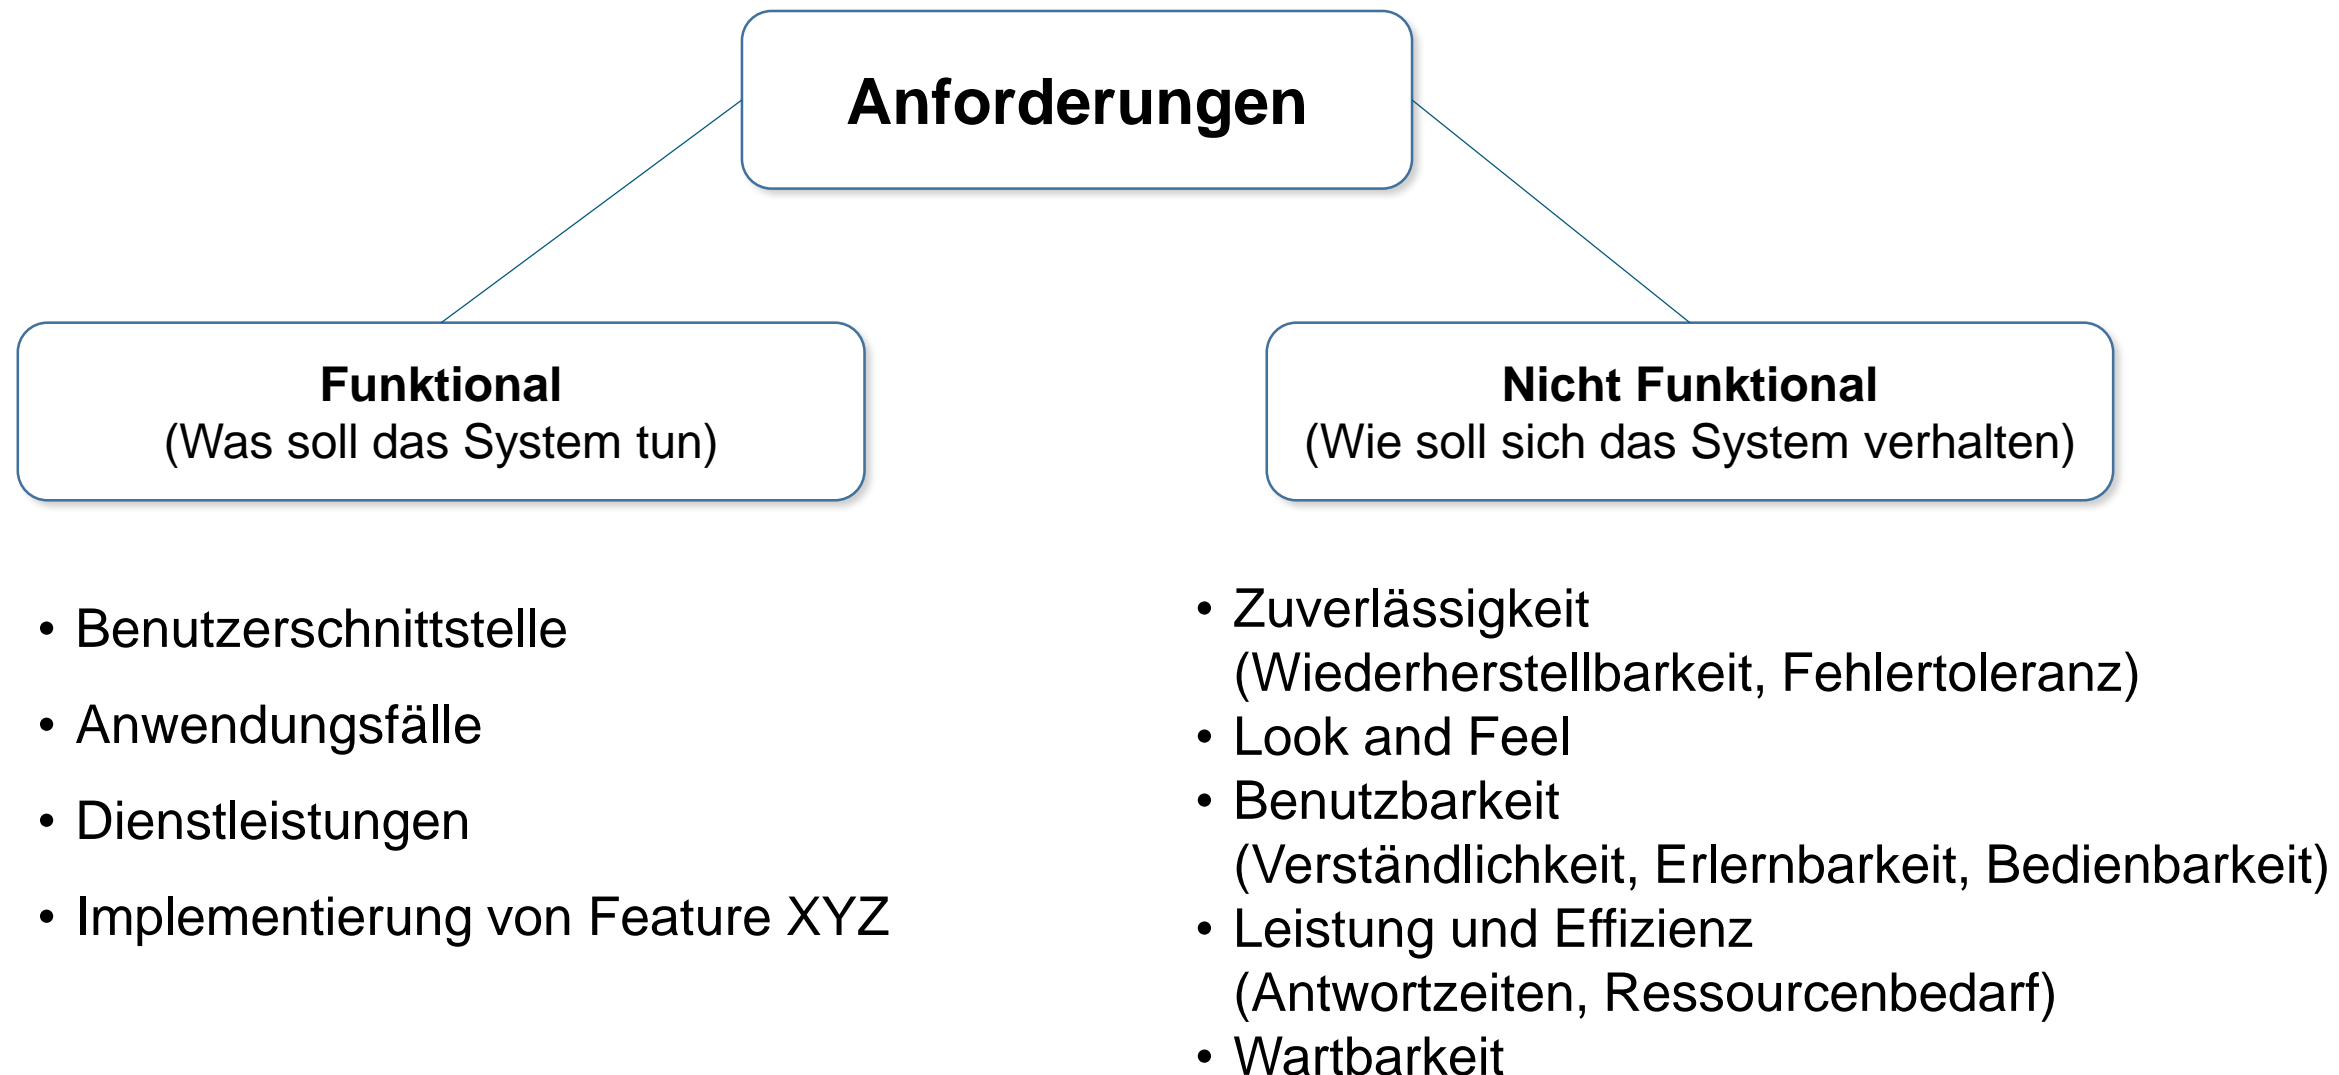 Anforderungen
Funktional
(Was soll das System tun)
Nicht Funktional
(Wie soll sich das System verhalten)
• Benutzerschnittstelle
• Anwendungsfälle
• Dienstleistungen
• Implementierung von Feature XYZ
• Zuverlässigkeit
(Wiederherstellbarkeit, Fehlertoleranz)
• Look and Feel
• Benutzbarkeit
(Verständlichkeit, Erlernbarkeit, Bedienbarkeit)
• Leistung und Effizienz
(Antwortzeiten, Ressourcenbedarf)
• Wartbarkeit